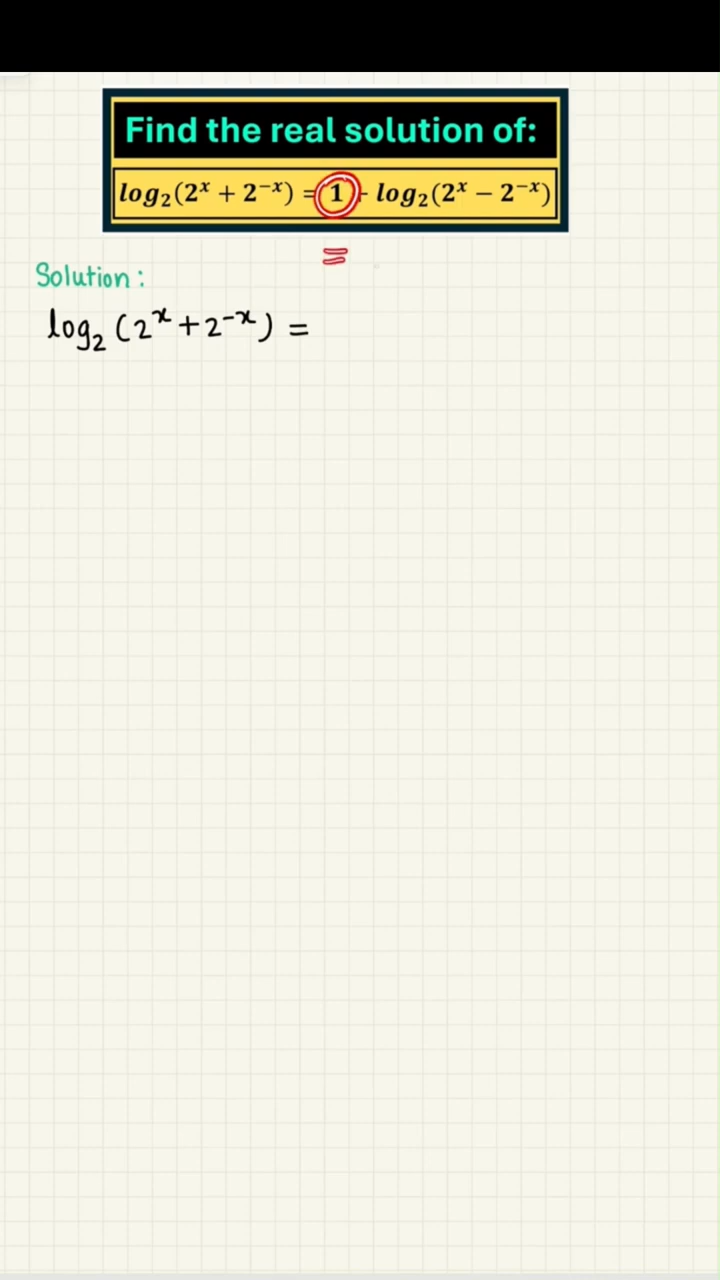 Find the real solution of:
log₂(2ˣ + 2⁻ˣ) = 1 - log₂(2ˣ − 2⁻ˣ)
=
Solution:
log₂ (2ˣ + 2⁻ˣ) =